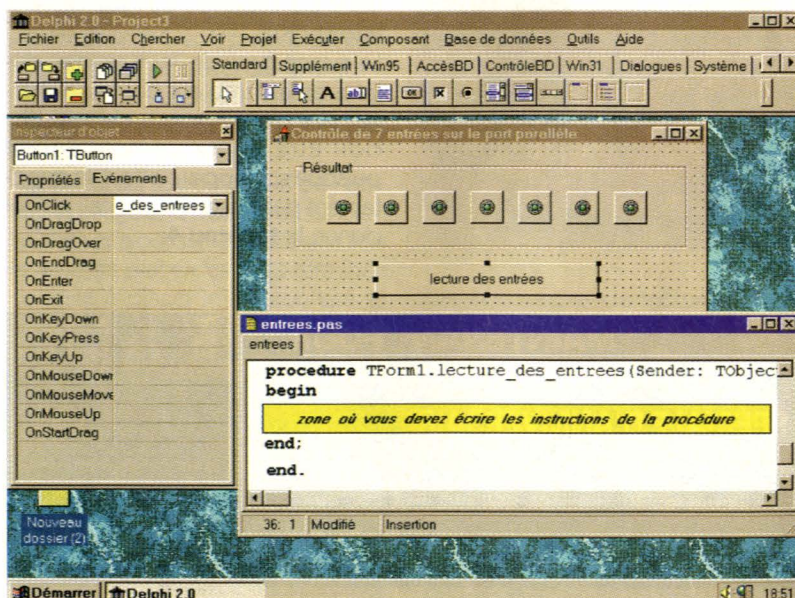 Delphi 2.0 - Project3
Fichier Edition Chercher Voir Projet Exécuter Composant Base de données Outils Aide
Standard Supplément Win95 AccèsBD ContrôleBD Win31 Dialogues Système
Inspecteur d'objet
Button1: TButton
Propriétés Evénements
OnClick e_des_entrees
OnDragDrop
OnDragOver
OnEndDrag
OnEnter
OnExit
OnKeyDown
OnKeyPress
OnKeyUp
OnMouseDown
OnMouseMove
OnMouseUp
OnStartDrag
Contrôle de 7 entrées sur le port parallèle
Résultat
lecture des entrées
entrees.pas
entrees
procedure TForm1.lecture_des_entrees(Sender: TObjec
begin
zone où vous devez écrire les instructions de la procédure
end;
end.
36: 1 Modifié Insertion
Nouveau
dossier (2)
Démarrer Delphi 2.0 18:51